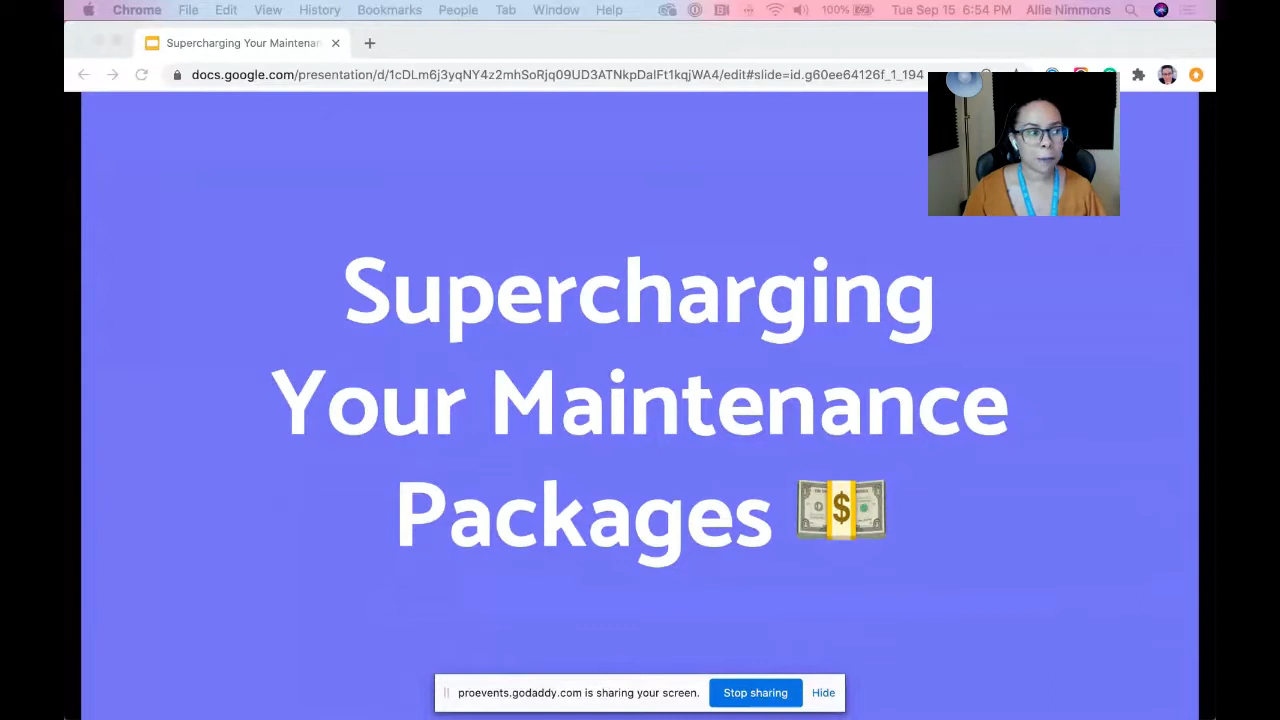 Chrome File Edit View History Bookmarks People Tab Window Help 100% Tue Sep 15 6:54 PM Allie Nimmons
Supercharging Your Maintenan
docs.google.com/presentation/d/1cDLm6j3yqNY4z2mhSoRjq09UD3ATNkpDalFt1kqjWA4/edit#slide=id.g60ee64126f_1_194
Supercharging
Your Maintenance
Packages
proevents.godaddy.com is sharing your screen. Stop sharing Hide